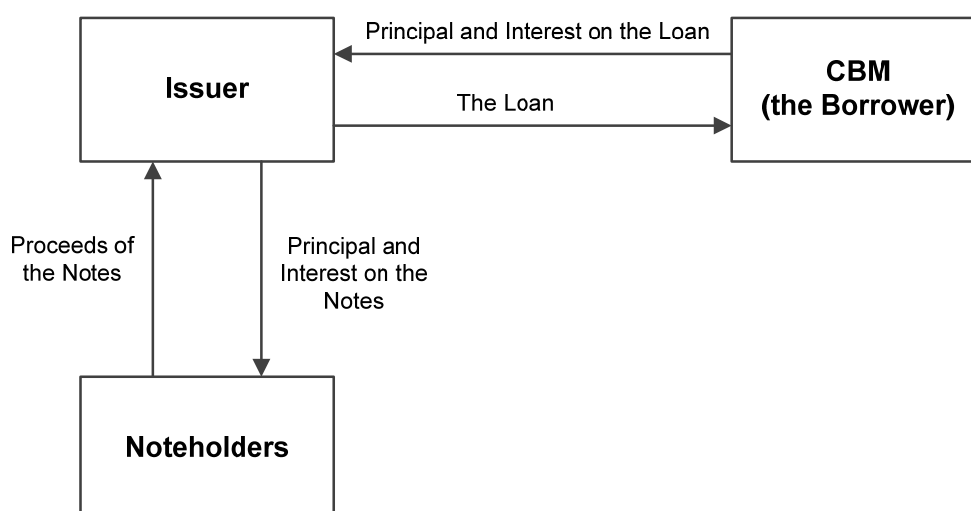 Principal and Interest on the Loan
Issuer
CBM
(the Borrower)
The Loan
Proceeds of
the Notes
Principal and
Interest on the
Notes
Noteholders